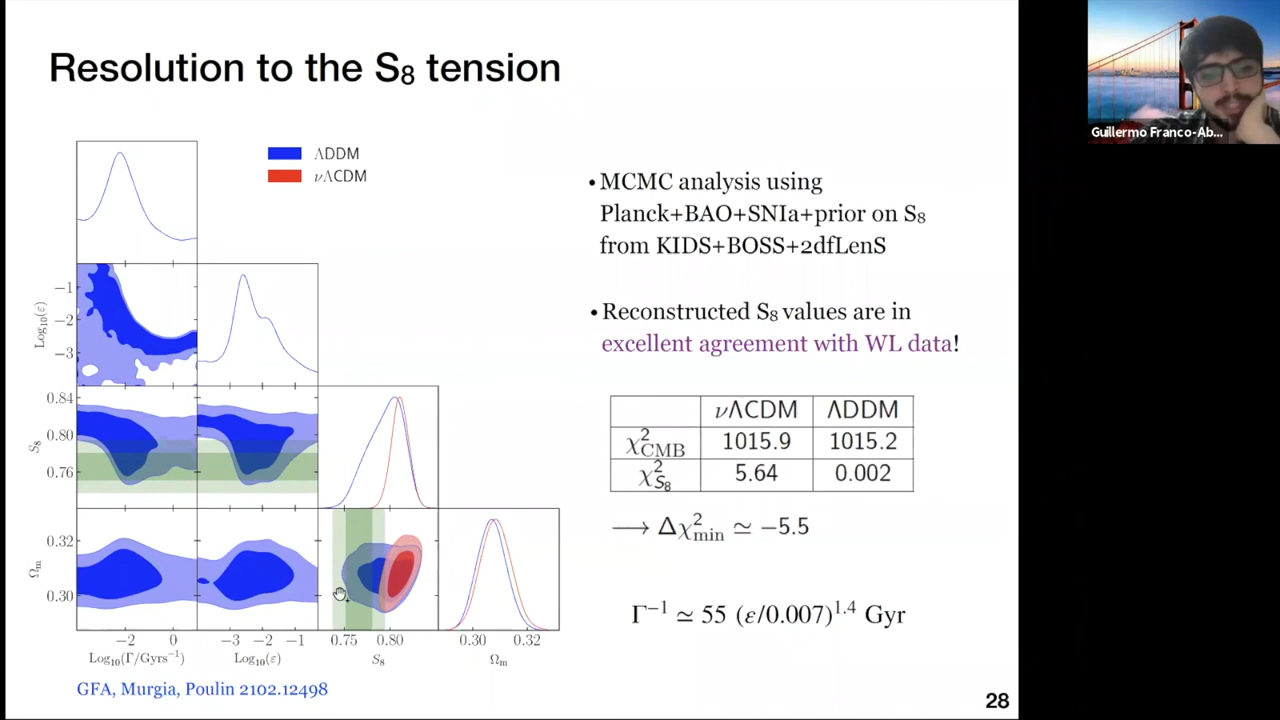 Resolution to the S₈ tension
Guillermo Franco-Ab...
ΛDDM
νΛCDM
Log₁₀(ε)
−1
−2
−3
S₈
0.84
0.80
0.76
Ωₘ
0.32
0.30
−2 0
−3 −2 −1
0.75 0.80
0.30 0.32
Log₁₀(Γ/Gyrs⁻¹)
Log₁₀(ε)
S₈
Ωₘ
GFA, Murgia, Poulin 2102.12498
• MCMC analysis using
Planck+BAO+SNIa+prior on S₈
from KIDS+BOSS+2dfLenS
• Reconstructed S₈ values are in
excellent agreement with WL data!
νΛCDM ΛDDM
χ²_CMB 1015.9 1015.2
χ²_S₈ 5.64 0.002
⟶ Δχ²_min ≃ −5.5
Γ⁻¹ ≃ 55 (ε/0.007)^1.4 Gyr
28